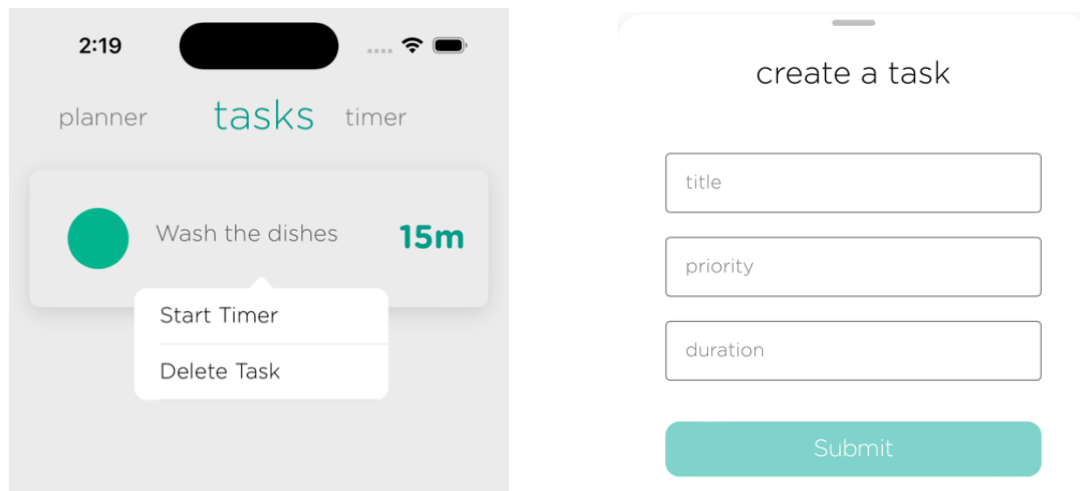 2:19
planner tasks timer
Wash the dishes 15m
Start Timer
Delete Task
create a task
title
priority
duration
Submit